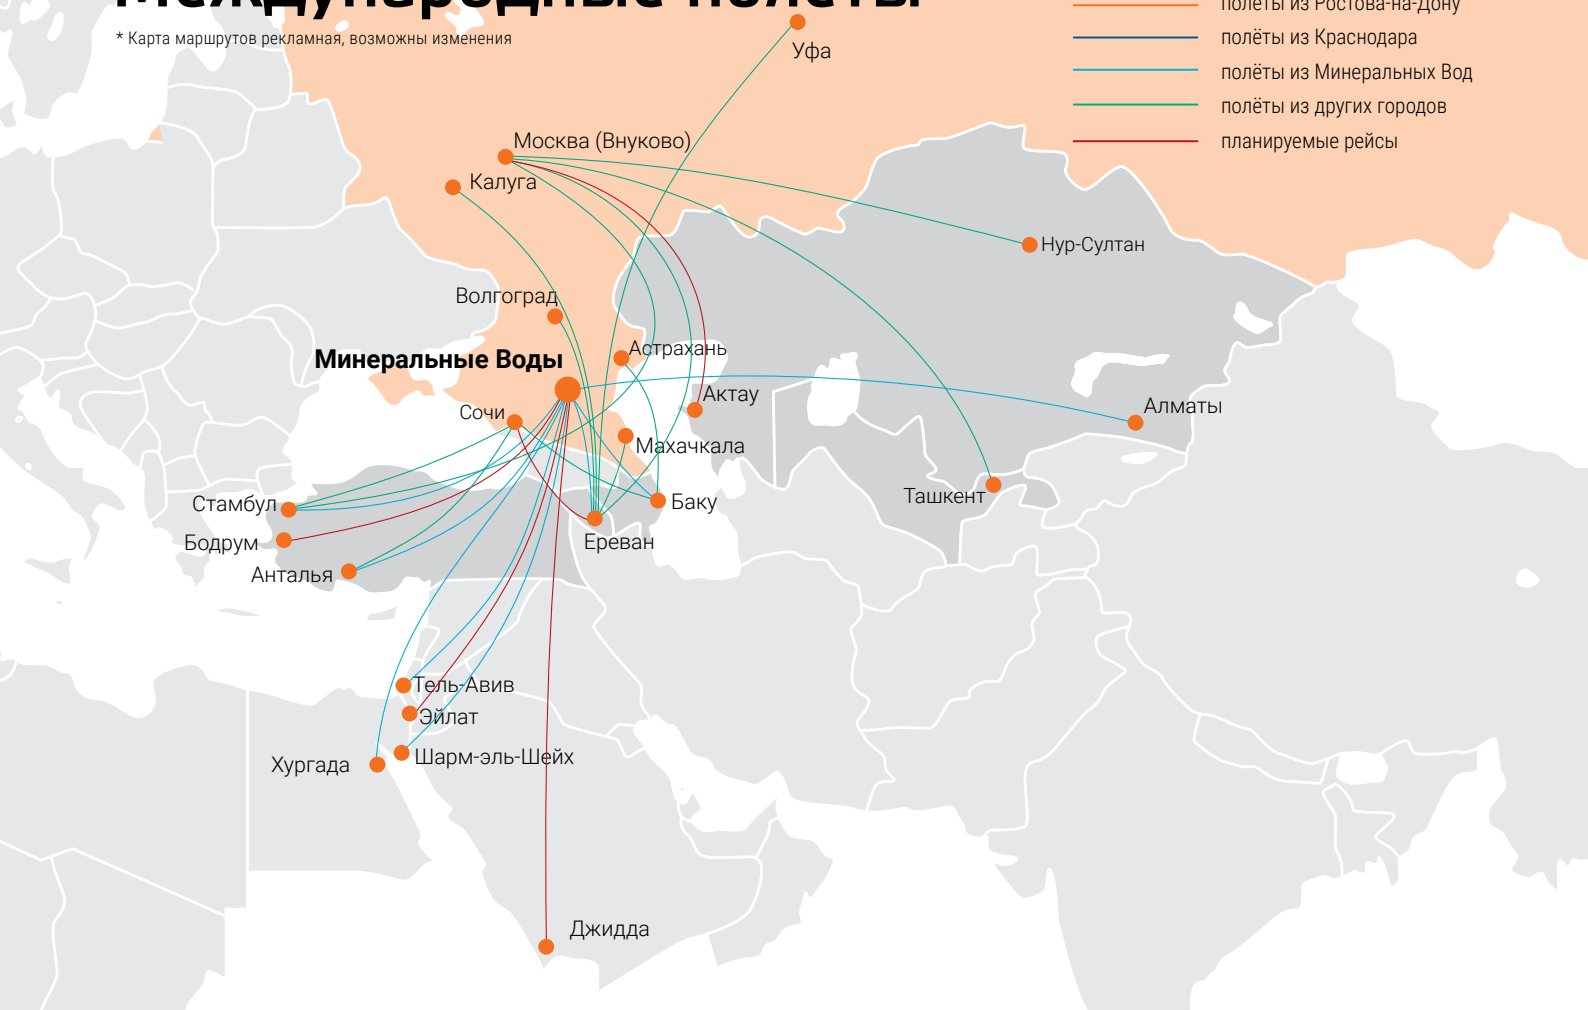 Международные полёты
* Карта маршрутов рекламная, возможны изменения
полёты из Ростова-на-Дону
полёты из Краснодара
полёты из Минеральных Вод
полёты из других городов
планируемые рейсы
Уфа
Москва (Внуково)
Калуга
Нур-Султан
Волгоград
Астрахань
Минеральные Воды
Актау
Алматы
Сочи
Махачкала
Ташкент
Стамбул
Баку
Бодрум
Ереван
Анталья
Тель-Авив
Эйлат
Шарм-эль-Шейх
Хургада
Джидда